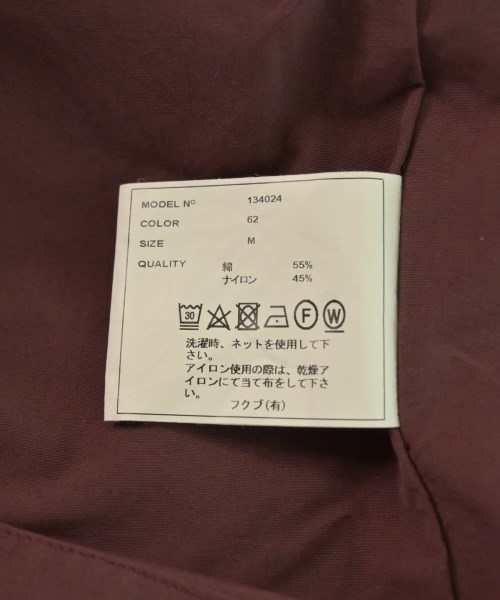 MODEL Nº 134024
COLOR 62
SIZE M
QUALITY 綿 55%
ナイロン 45%
30 F W
洗濯時、ネットを使用して下
さい。
アイロン使用の際は、乾燥ア
イロンにて当て布をして下さ
い。
フクブ(有)